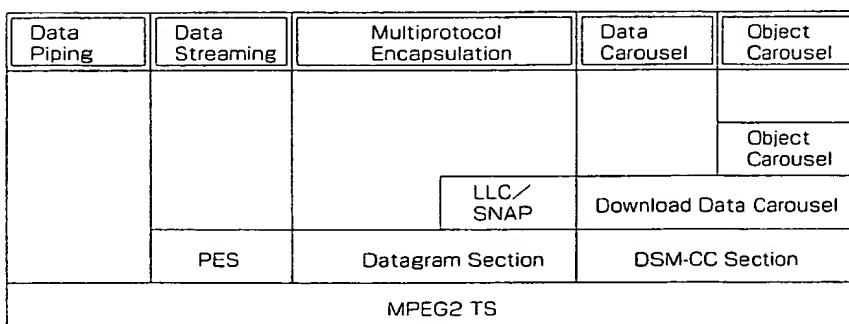 Data
Piping
Data
Streaming
Multiprotocol
Encapsulation
Data
Carousel
Object
Carousel
Object
Carousel
LLC/
SNAP
Download Data Carousel
PES
Datagram Section
DSM-CC Section
MPEG2 TS